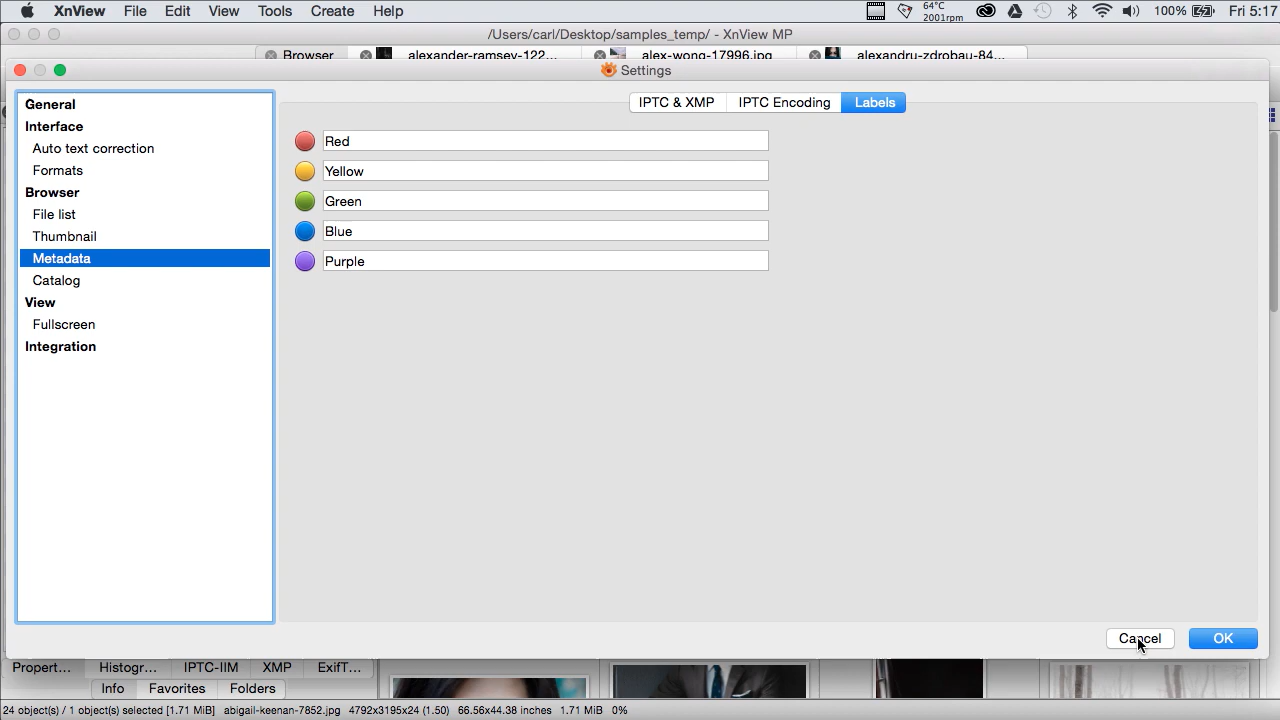 XnView File Edit View Tools Create Help 64°C 2001rpm 100% Fri 5:17
/Users/carl/Desktop/samples_temp/ - XnView MP
Browser alexander-ramsey-122... alex-wong-17996.jpg alexandru-zdrobau-84...
Settings
General
Interface
Auto text correction
Formats
Browser
File list
Thumbnail
Metadata
Catalog
View
Fullscreen
Integration
IPTC & XMP IPTC Encoding Labels
Red
Yellow
Green
Blue
Purple
Cancel OK
Propert... Histogr... IPTC-IIM XMP ExifT...
Info Favorites Folders
24 object(s) / 1 object(s) selected [1.71 MiB] abigail-keenan-7852.jpg 4792x3195x24 (1.50) 66.56x44.38 inches 1.71 MiB 0%